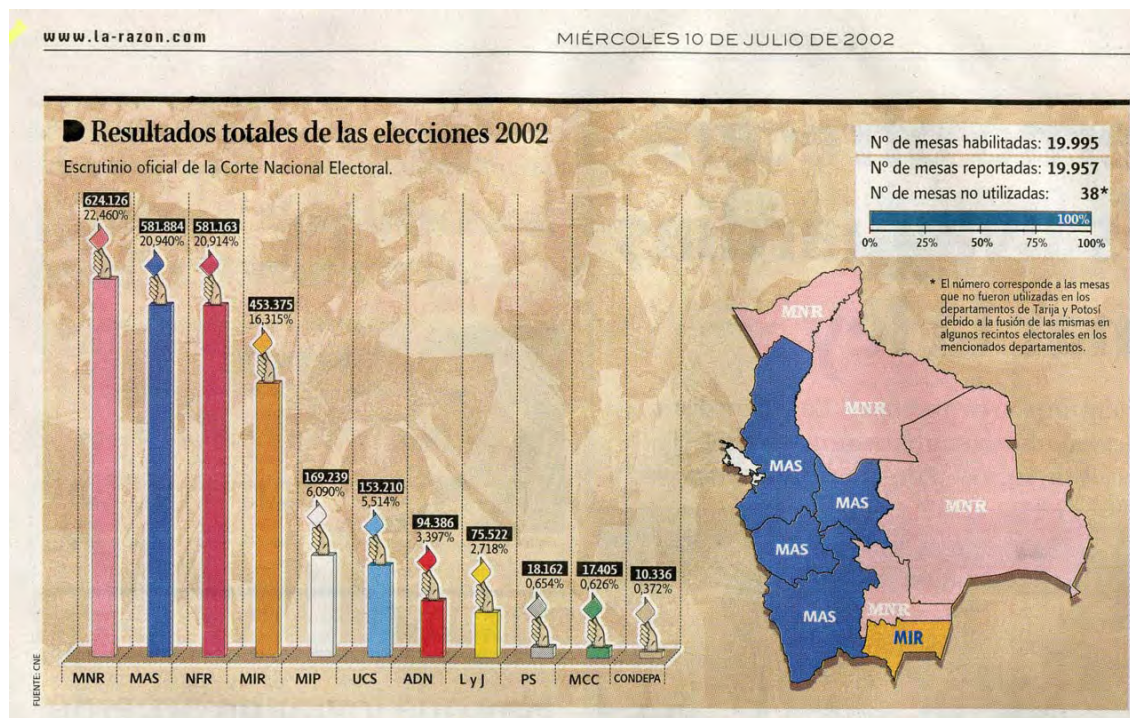 www.la-razon.com
MIÉRCOLES 10 DE JULIO DE 2002
Resultados totales de las elecciones 2002
Escrutinio oficial de la Corte Nacional Electoral.
Nº de mesas habilitadas: 19.995
Nº de mesas reportadas: 19.957
Nº de mesas no utilizadas: 38*
100%
0% 25% 50% 75% 100%
* El número corresponde a las mesas
que no fueron utilizadas en los
departamentos de Tarija y Potosí
debido a la fusión de las mismas en
algunos recintos electorales en los
mencionados departamentos.
624.126
22,460%
581.884
20,940%
581.163
20,914%
453.375
16,315%
169.239
6,090%
153.210
5,514%
94.386
3,397%
75.522
2,718%
18.162
0,654%
17.405
0,626%
10.336
0,372%
MNR MAS NFR MIR MIP UCS ADN L y J PS MCC CONDEPA
MNR
MNR
MAS
MAS
MNR
MAS
MNR
MAS
MIR
FUENTE: CNE